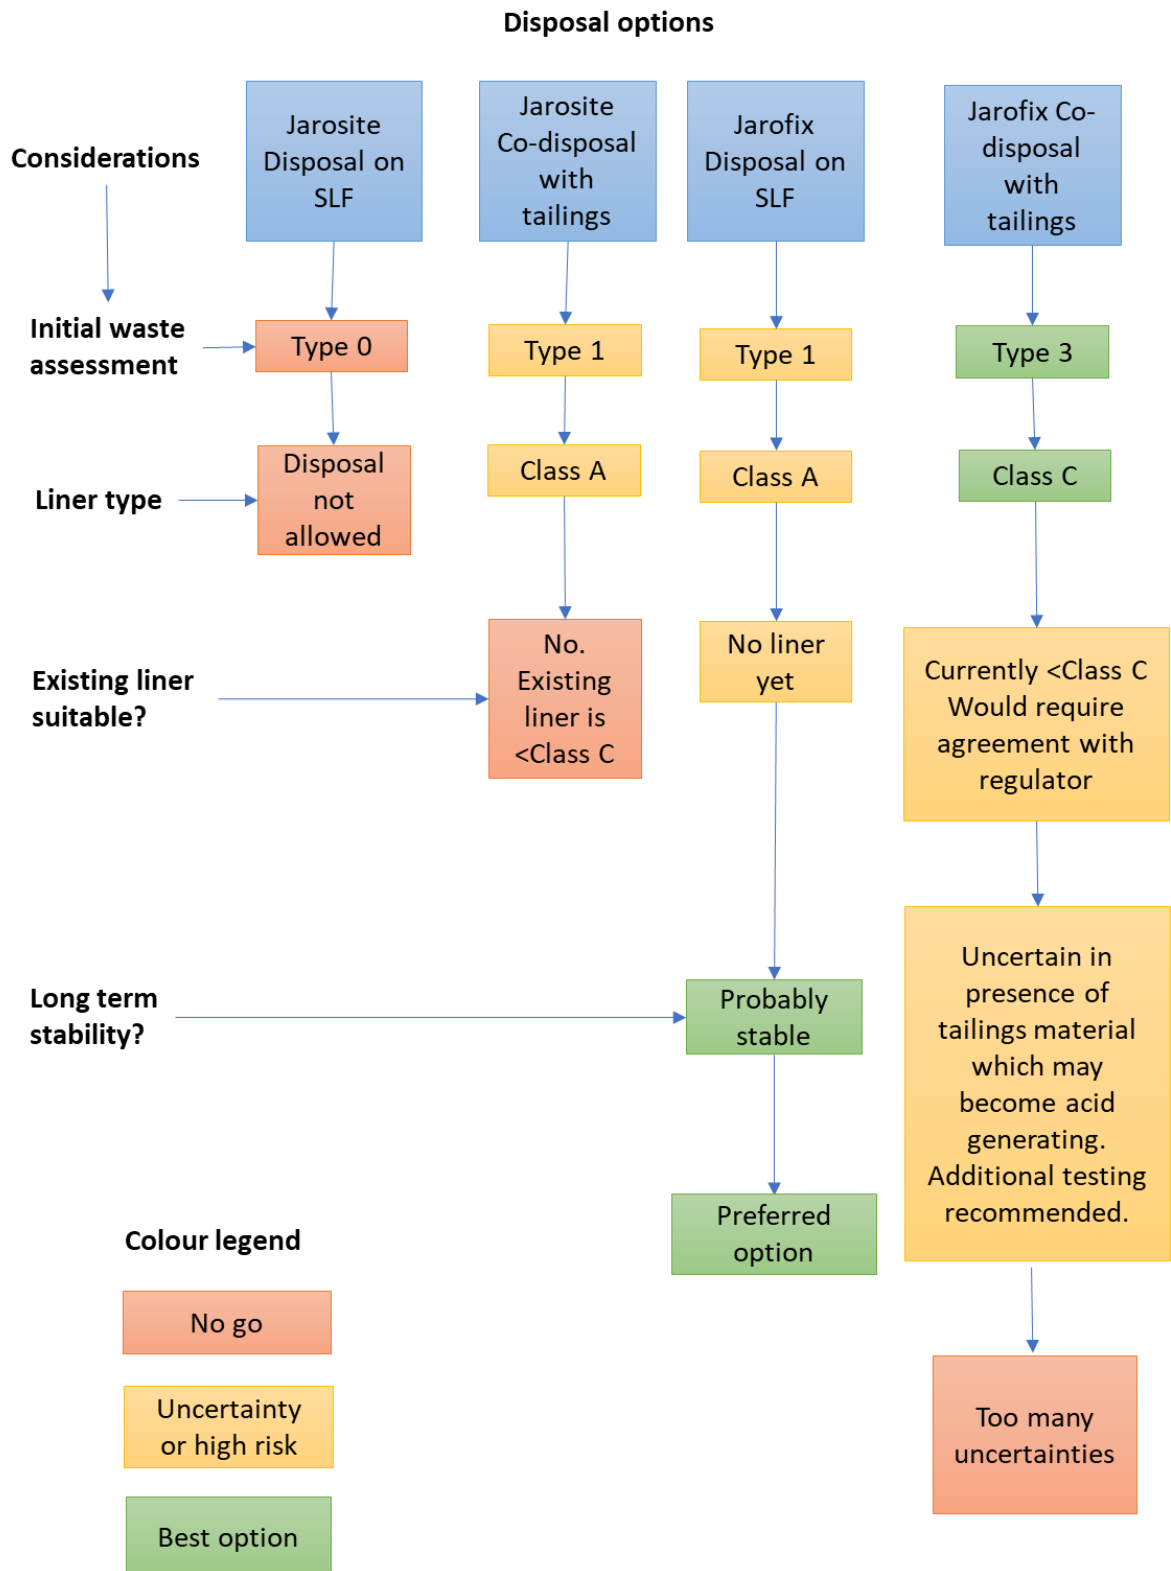 Disposal options
Considerations
Jarosite
Disposal on
SLF
Jarosite
Co-disposal
with
tailings
Jarofix
Disposal on
SLF
Jarofix Co-
disposal
with
tailings
Initial waste
assessment
Type 0
Type 1
Type 1
Type 3
Liner type
Disposal
not
allowed
Class A
Class A
Class C
Existing liner
suitable?
No.
Existing
liner is
<Class C
No liner
yet
Currently <Class C
Would require
agreement with
regulator
Long term
stability?
Probably
stable
Uncertain in
presence of
tailings material
which may
become acid
generating.
Additional testing
recommended.
Preferred
option
Too many
uncertainties
Colour legend
No go
Uncertainty
or high risk
Best option